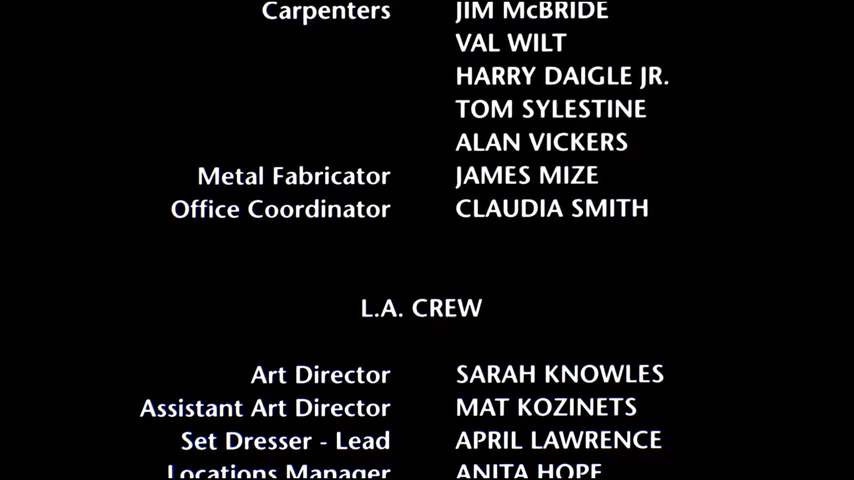 Carpenters JIM McBRIDE
VAL WILT
HARRY DAIGLE JR.
TOM SYLESTINE
ALAN VICKERS
Metal Fabricator JAMES MIZE
Office Coordinator CLAUDIA SMITH
L.A. CREW
Art Director SARAH KNOWLES
Assistant Art Director MAT KOZINETS
Set Dresser - Lead APRIL LAWRENCE
Locations Manager ANITA HOPE